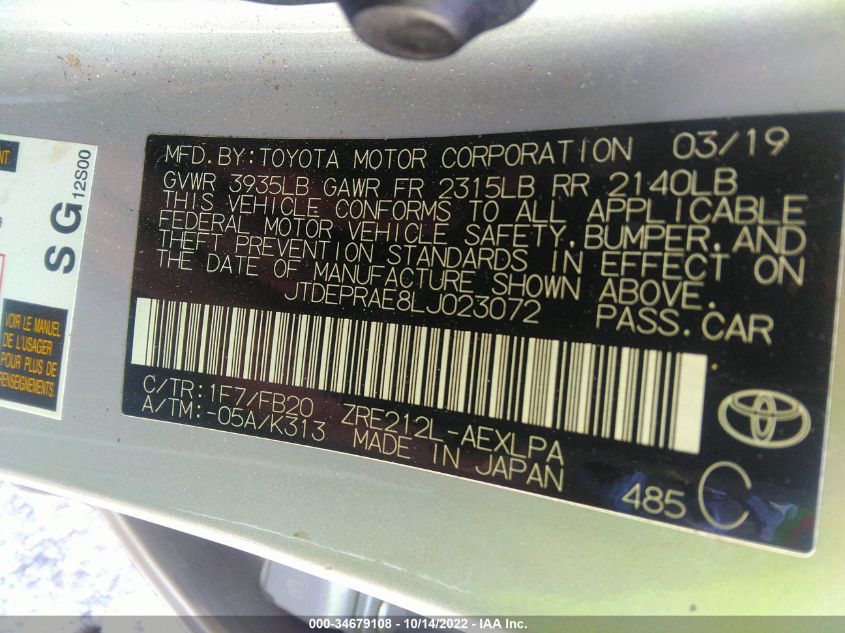 MFD.BY:TOYOTA MOTOR CORPORATION 03/19
GVWR 3935LB GAWR FR 2315LB RR 2140LB
THIS VEHICLE CONFORMS TO ALL APPLICABLE
FEDERAL MOTOR VEHICLE SAFETY,BUMPER,AND
THEFT PREVENTION STANDARDS IN EFFECT ON
THE DATE OF MANUFACTURE SHOWN ABOVE.
JTDEPRAE8LJ023072 PASS.CAR
C/TR:1F7/FB20 ZRE212L-AEXLPA
A/TM:-05A/K313 MADE IN JAPAN
485 C
SG 12S00
VOIR LE MANUEL
DE L'USAGER
POUR PLUS DE
RENSEIGNEMENTS
000-34679108 - 10/14/2022 - IAA Inc.